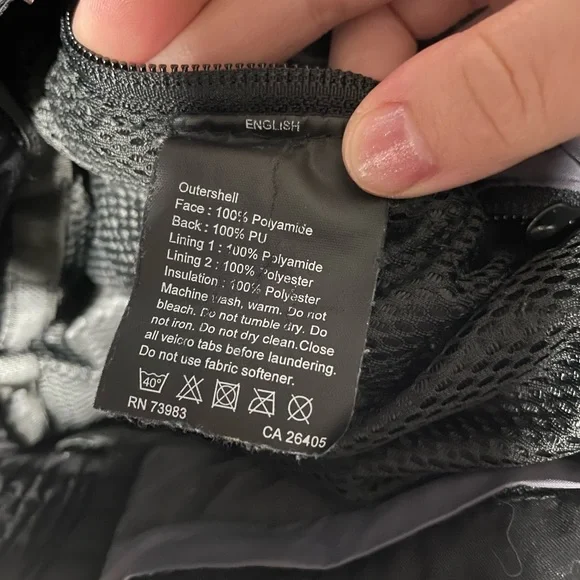 ENGLISH
Outershell
Face : 100% Polyamide
Back : 100% PU
Lining 1 : 100% Polyamide
Lining 2 : 100% Polyester
Insulation : 100% Polyester
Machine wash, warm. Do not
bleach. Do not tumble dry. Do
not iron. Do not dry clean.Close
all velcro tabs before laundering.
Do not use fabric softener.
40°
RN 73983
CA 26405